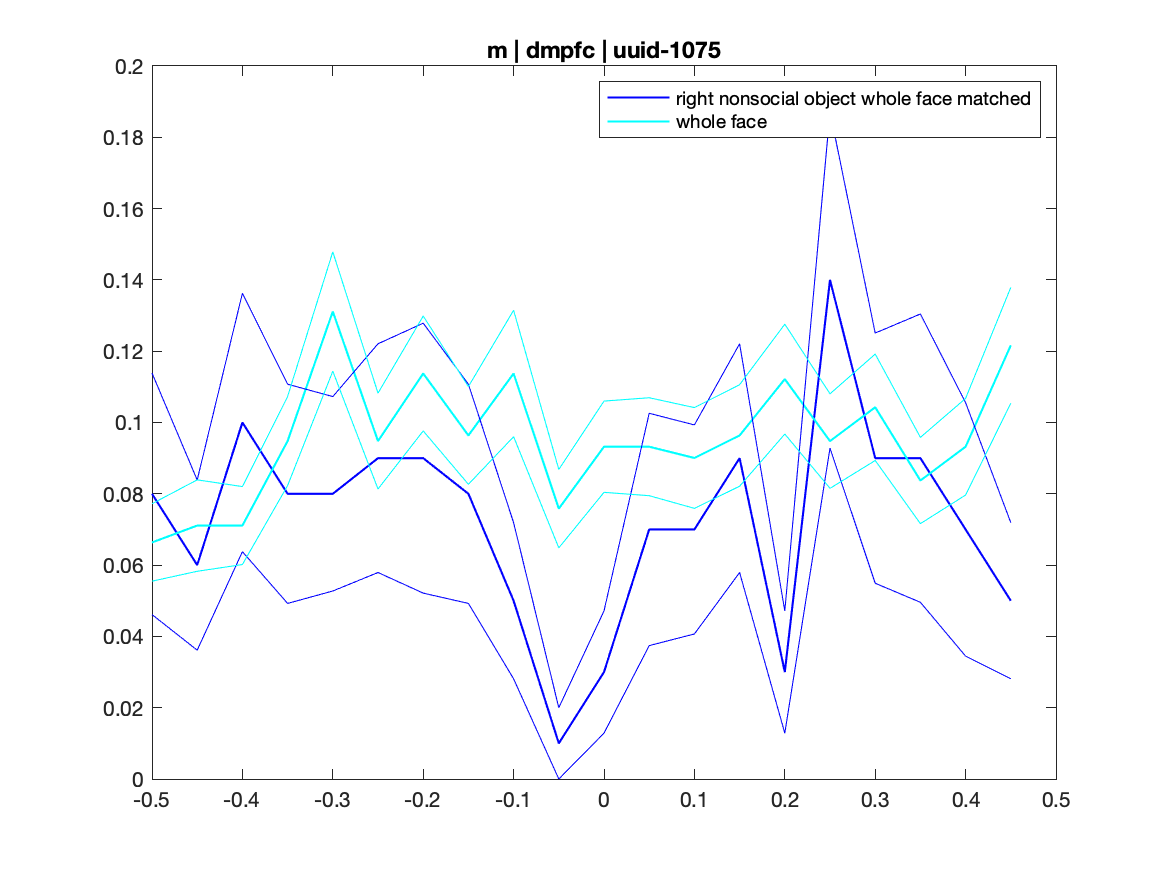 m | dmpfc | uuid-1075
right nonsocial object whole face matched
whole face
0.2
0.18
0.16
0.14
0.12
0.1
0.08
0.06
0.04
0.02
0
-0.5 -0.4 -0.3 -0.2 -0.1 0 0.1 0.2 0.3 0.4 0.5